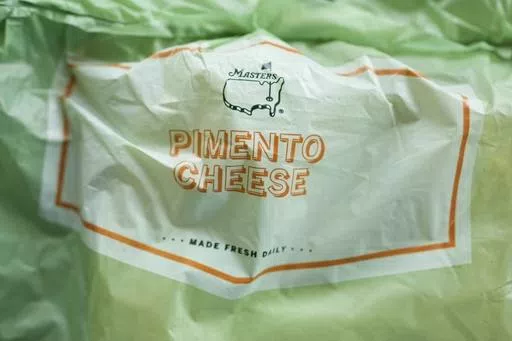 MASTERS
®
PIMENTO
CHEESE
••• MADE FRESH DAILY •••